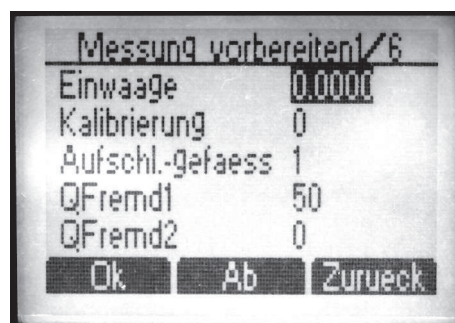 Messung vorbereiten1/6
Einwaage 0.0000
Kalibrierung 0
Aufschl.-gefaess 1
QFremd1 50
QFremd2 0
Ok Ab Zurueck